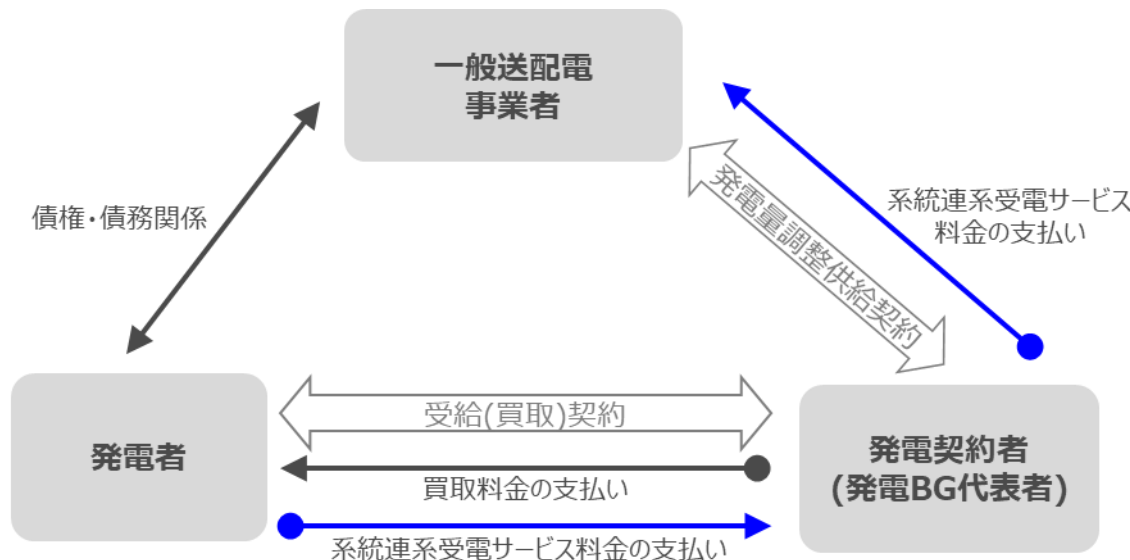 一般送配電
事業者
債権・債務関係
発電量調整供給契約
系統連系受電サービス
料金の支払い
発電者
受給(買取)契約
買取料金の支払い
系統連系受電サービス料金の支払い
発電契約者
(発電BG代表者)